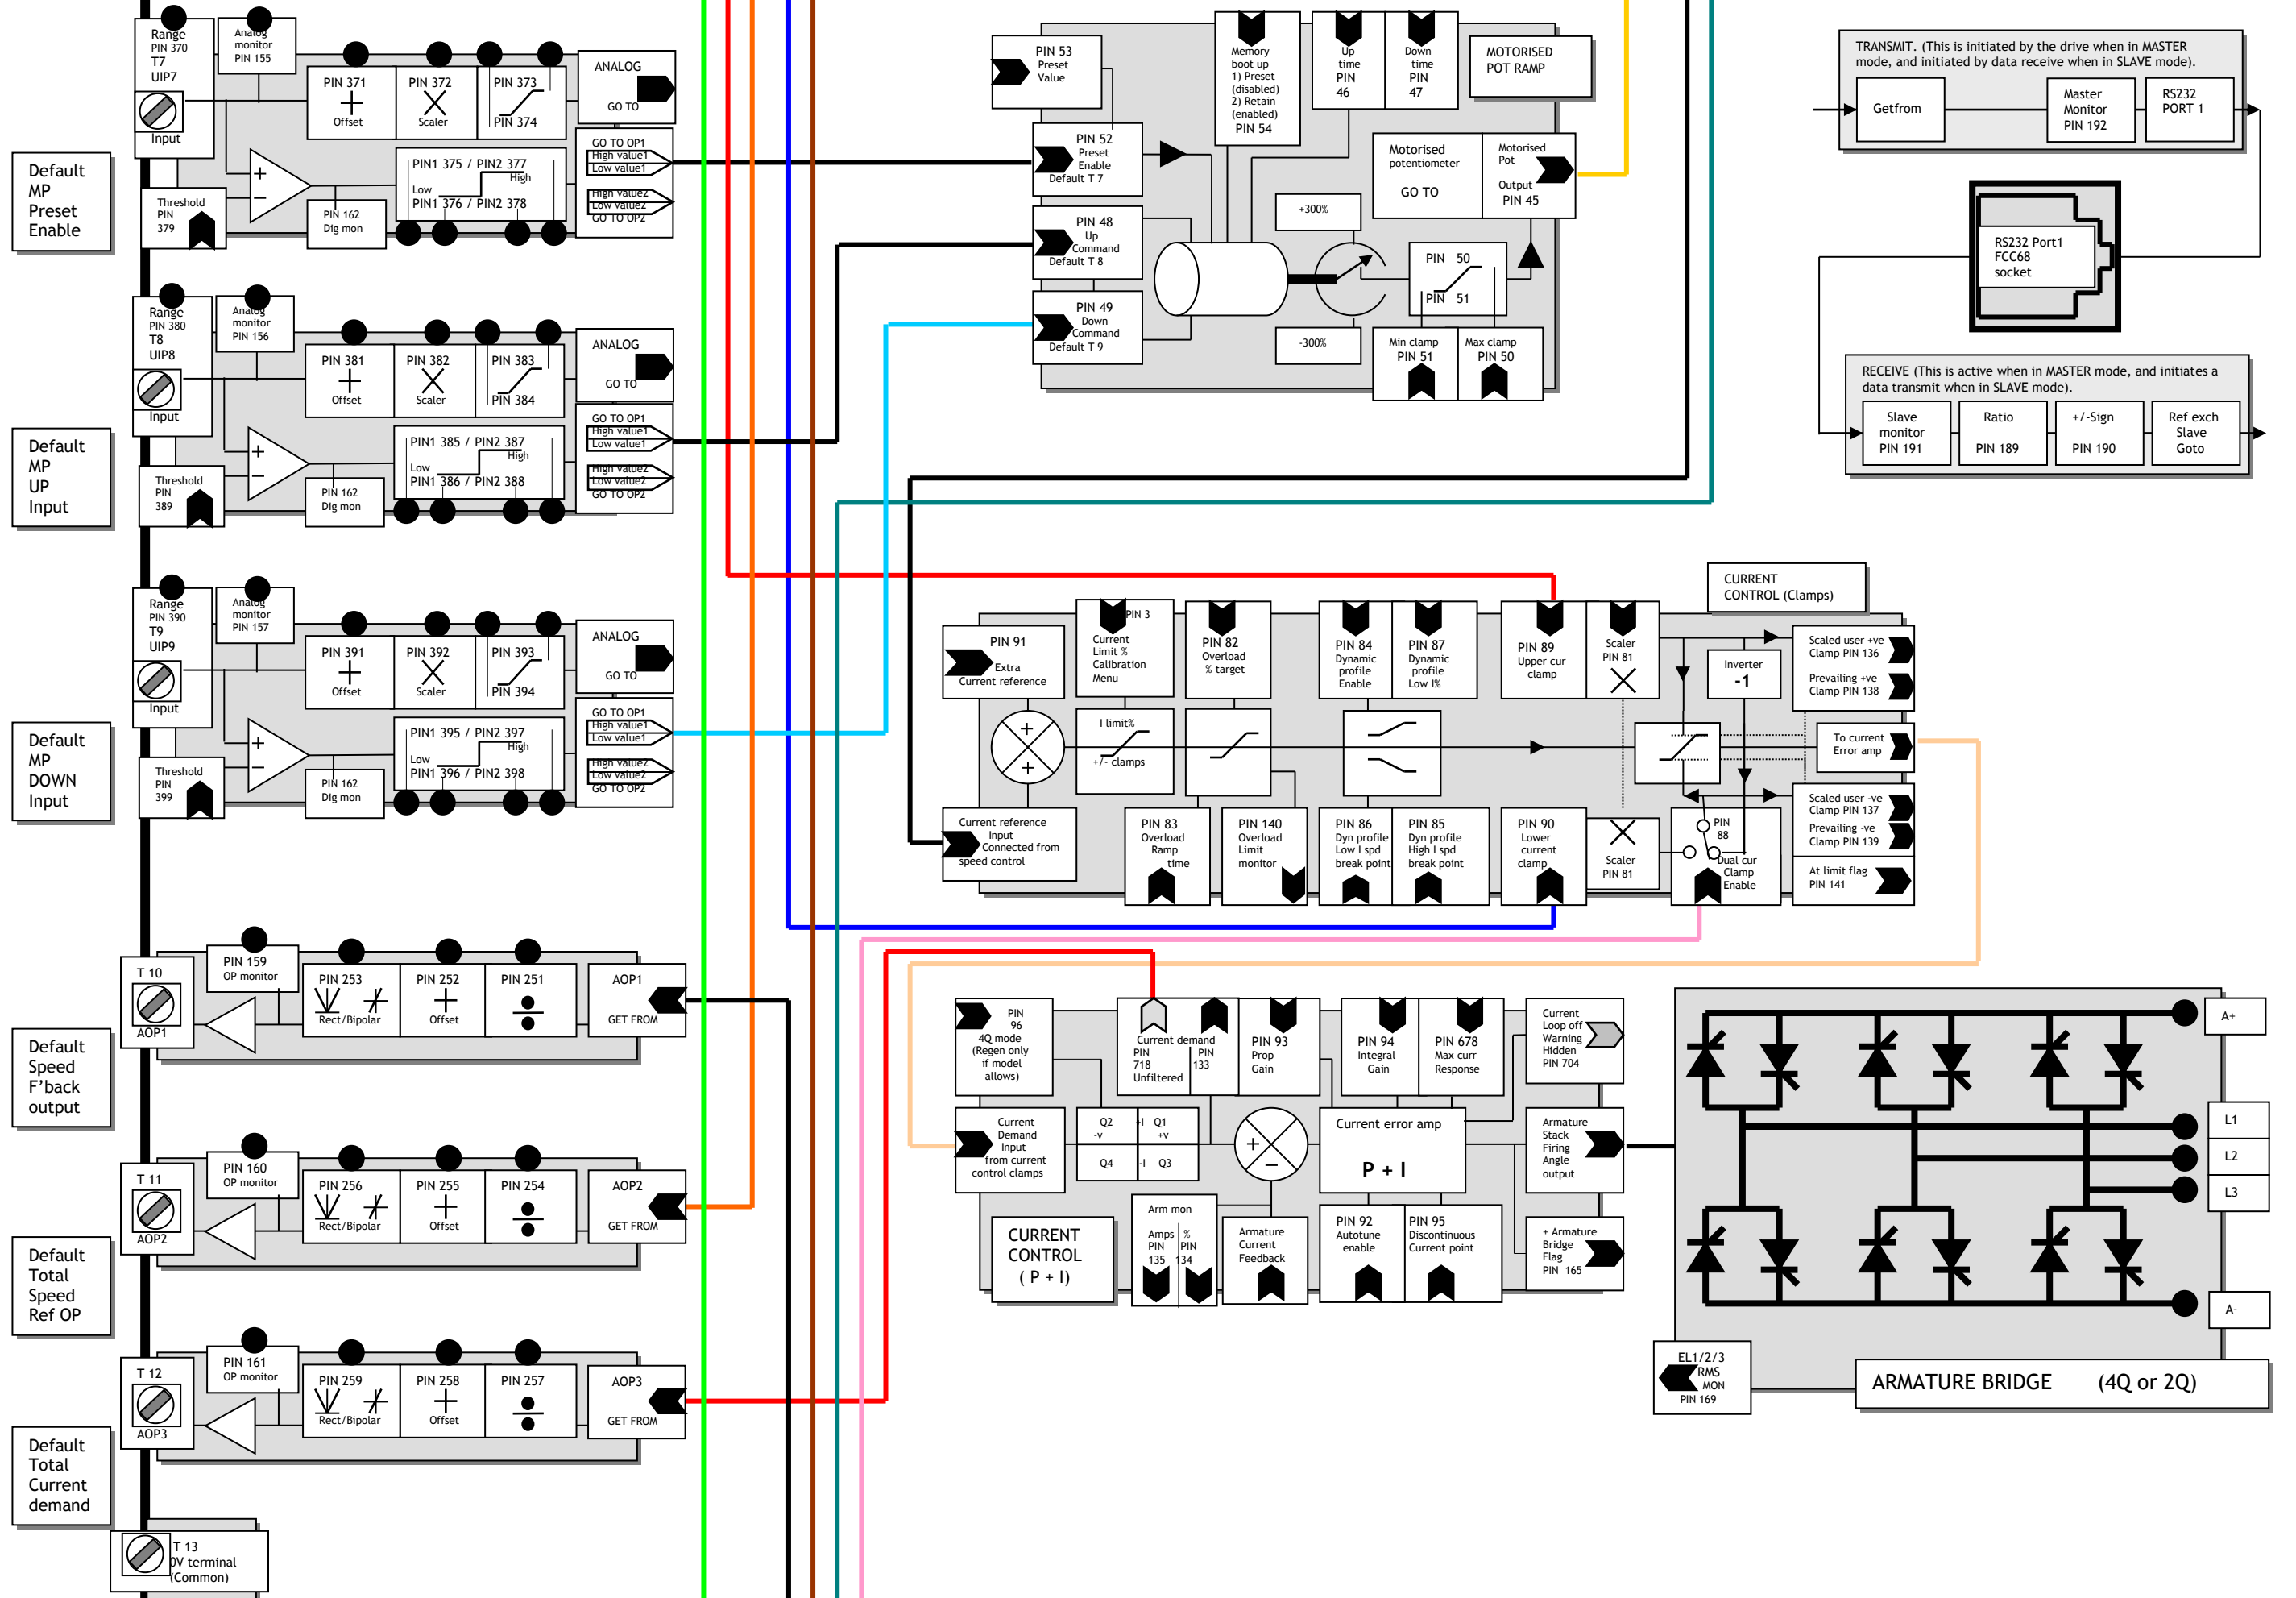 Range
PIN 370
T7
UIP7
Input
Analog
monitor
PIN 155
PIN 371
Offset
PIN 372
Scaler
PIN 373
PIN 374
ANALOG
GO TO
Default
MP
Preset
Enable
Threshold
PIN
379
+
−
PIN 162
Dig mon
PIN1 375 / PIN2 377
Low
High
PIN1 376 / PIN2 378
GO TO OP1
High value1
Low value1
High value2
Low value2
GO TO OP2
Range
PIN 380
T8
UIP8
Input
Analog
monitor
PIN 156
PIN 381
Offset
PIN 382
Scaler
PIN 383
PIN 384
ANALOG
GO TO
Default
MP
UP
Input
Threshold
PIN
389
+
−
PIN 162
Dig mon
PIN1 385 / PIN2 387
Low
High
PIN1 386 / PIN2 388
GO TO OP1
High value1
Low value1
High value2
Low value2
GO TO OP2
Range
PIN 390
T9
UIP9
Input
Analog
monitor
PIN 157
PIN 391
Offset
PIN 392
Scaler
PIN 393
PIN 394
ANALOG
GO TO
Default
MP
DOWN
Input
Threshold
PIN
399
+
−
PIN 162
Dig mon
PIN1 395 / PIN2 397
Low
High
PIN1 396 / PIN2 398
GO TO OP1
High value1
Low value1
High value2
Low value2
GO TO OP2
T 10
AOP1
PIN 159
OP monitor
PIN 253
Rect/Bipolar
PIN 252
Offset
PIN 251
AOP1
GET FROM
Default
Speed
F'back
output
T 11
AOP2
PIN 160
OP monitor
PIN 256
Rect/Bipolar
PIN 255
Offset
PIN 254
AOP2
GET FROM
Default
Total
Speed
Ref OP
T 12
AOP3
PIN 161
OP monitor
PIN 259
Rect/Bipolar
PIN 258
Offset
PIN 257
AOP3
GET FROM
Default
Total
Current
demand
T 13
0V terminal
(Common)
PIN 53
Preset
Value
Memory
boot up
1) Preset
(disabled)
2) Retain
(enabled)
PIN 54
Up
time
PIN
46
Down
time
PIN
47
MOTORISED
POT RAMP
PIN 52
Preset
Enable
Default T 7
PIN 48
Up
Command
Default T 8
PIN 49
Down
Command
Default T 9
Motorised
potentiometer
GO TO
Motorised
Pot
Output
PIN 45
+300%
-300%
PIN 50
PIN 51
Min clamp
PIN 51
Max clamp
PIN 50
TRANSMIT. (This is initiated by the drive when in MASTER
mode, and initiated by data receive when in SLAVE mode).
Getfrom
Master
Monitor
PIN 192
RS232
PORT 1
RS232 Port1
FCC68
socket
RECEIVE (This is active when in MASTER mode, and initiates a
data transmit when in SLAVE mode).
Slave
monitor
PIN 191
Ratio
PIN 189
+/-Sign
PIN 190
Ref exch
Slave
Goto
CURRENT
CONTROL (Clamps)
PIN 91
Extra
Current reference
PIN 3
Current
Limit %
Calibration
Menu
PIN 82
Overload
% target
PIN 84
Dynamic
profile
Enable
PIN 87
Dynamic
profile
Low I%
PIN 89
Upper cur
clamp
Scaler
PIN 81
Inverter
-1
Scaled user +ve
Clamp PIN 136
Prevailing +ve
Clamp PIN 138
+
+
I limit%
+/- clamps
To current
Error amp
Current reference
Input
Connected from
speed control
PIN 83
Overload
Ramp
time
PIN 140
Overload
Limit
monitor
PIN 86
Dyn profile
Low I spd
break point
PIN 85
Dyn profile
High I spd
break point
PIN 90
Lower
current
clamp
Scaler
PIN 81
PIN
88
Dual cur
Clamp
Enable
Scaled user -ve
Clamp PIN 137
Prevailing -ve
Clamp PIN 139
At limit flag
PIN 141
PIN
96
4Q mode
(Regen only
if model
allows)
Current demand
PIN
718
Unfiltered
PIN
133
PIN 93
Prop
Gain
PIN 94
Integral
Gain
PIN 678
Max curr
Response
Current
Loop off
Warning
Hidden
PIN 704
Current
Demand
Input
from current
control clamps
Q2
-v
+I
Q1
+v
Q4
-I
Q3
+
−
Current error amp
P + I
Armature
Stack
Firing
Angle
output
CURRENT
CONTROL
( P + I)
Arm mon
Amps
PIN
135
%
PIN
134
Armature
Current
Feedback
PIN 92
Autotune
enable
PIN 95
Discontinuous
Current point
+ Armature
Bridge
Flag
PIN 165
A+
L1
L2
L3
A-
EL1/2/3
RMS
MON
PIN 169
ARMATURE BRIDGE (4Q or 2Q)